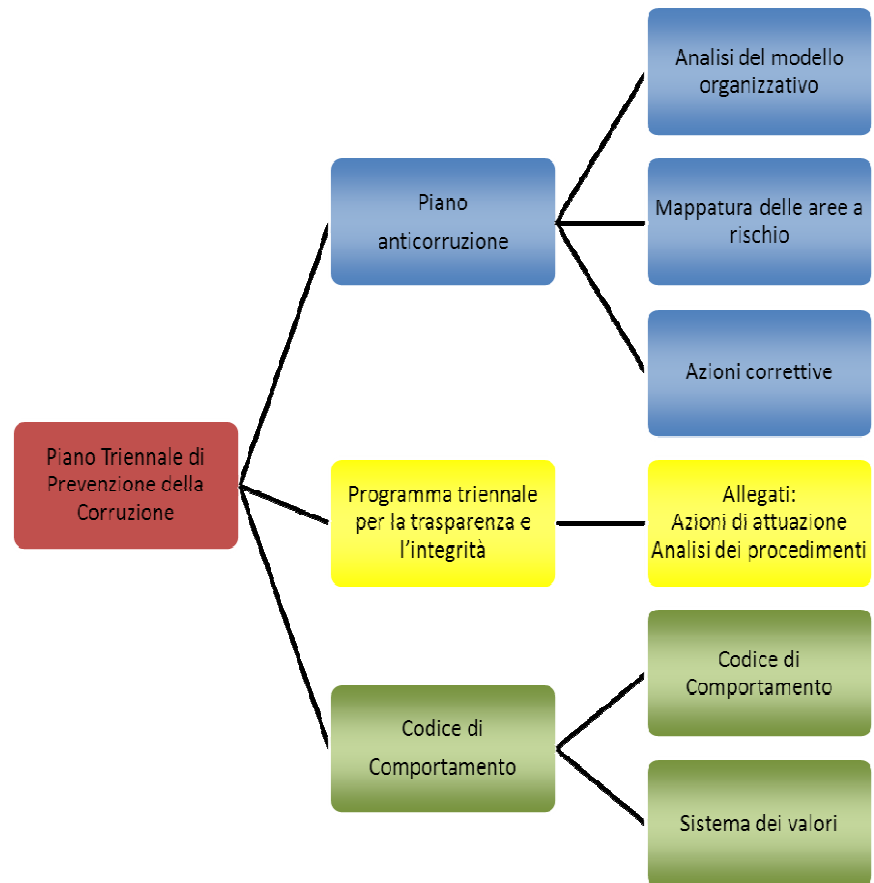 Piano Triennale di
Prevenzione della
Corruzione
Piano
anticorruzione
Analisi del modello
organizzativo
Mappatura delle aree a
rischio
Azioni correttive
Programma triennale
per la trasparenza e
l'integrità
Allegati:
Azioni di attuazione
Analisi dei procedimenti
Codice di
Comportamento
Codice di
Comportamento
Sistema dei valori